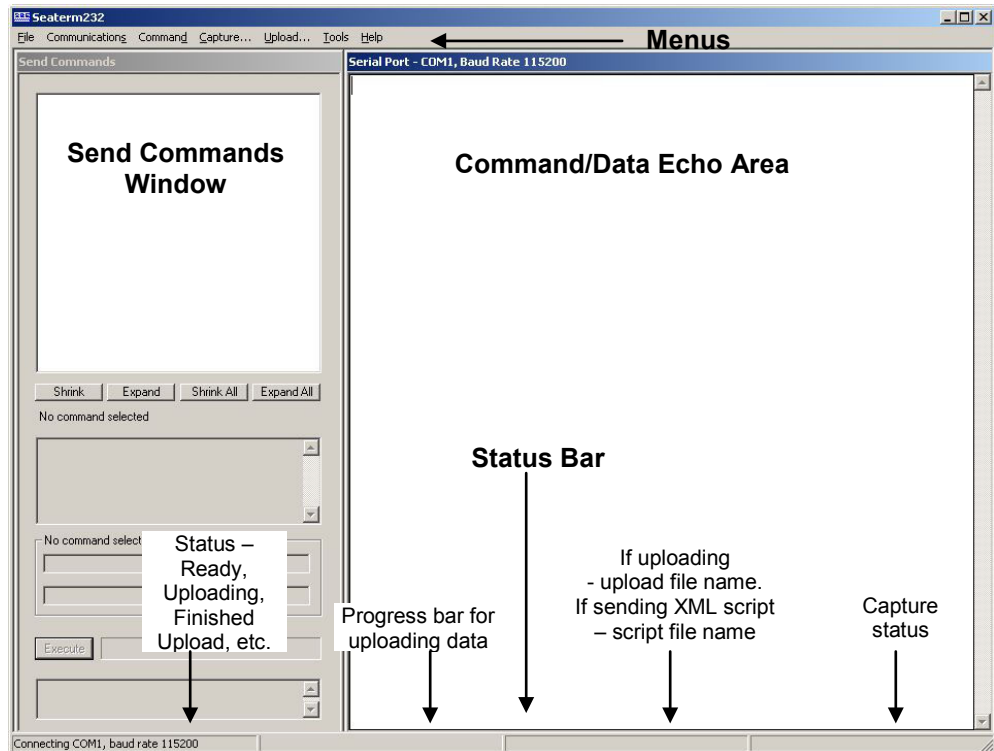 Seaterm232
File Communications Command Capture... Upload... Tools Help
Menus
Send Commands
Serial Port - COM1, Baud Rate 115200
Send Commands
Window
Command/Data Echo Area
Shrink Expand Shrink All Expand All
No command selected
Status Bar
No command selec
Status –
Ready,
Uploading,
Finished
Upload, etc.
Progress bar for
uploading data
If uploading
- upload file name.
If sending XML script
– script file name
Capture
status
Execute
Connecting COM1, baud rate 115200